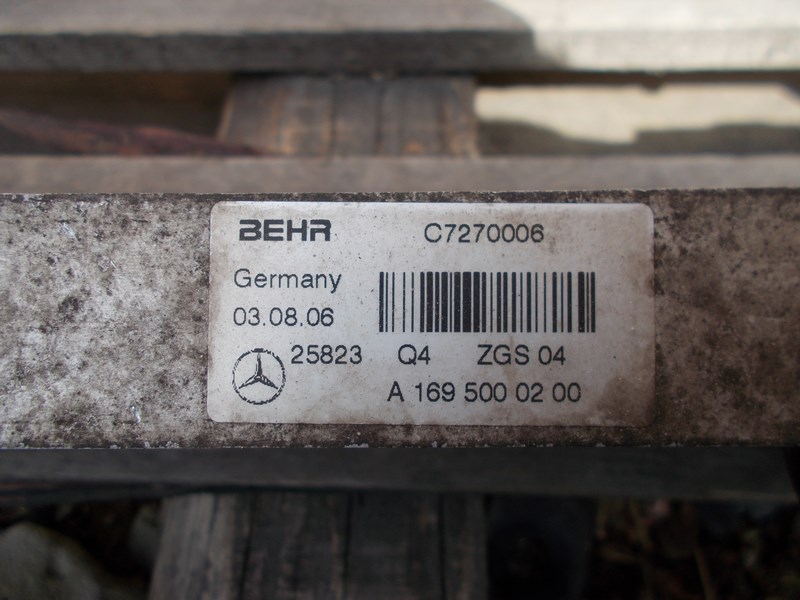 BEHR C7270006
Germany
03.08.06
25823 Q4 ZGS 04
A 169 500 02 00